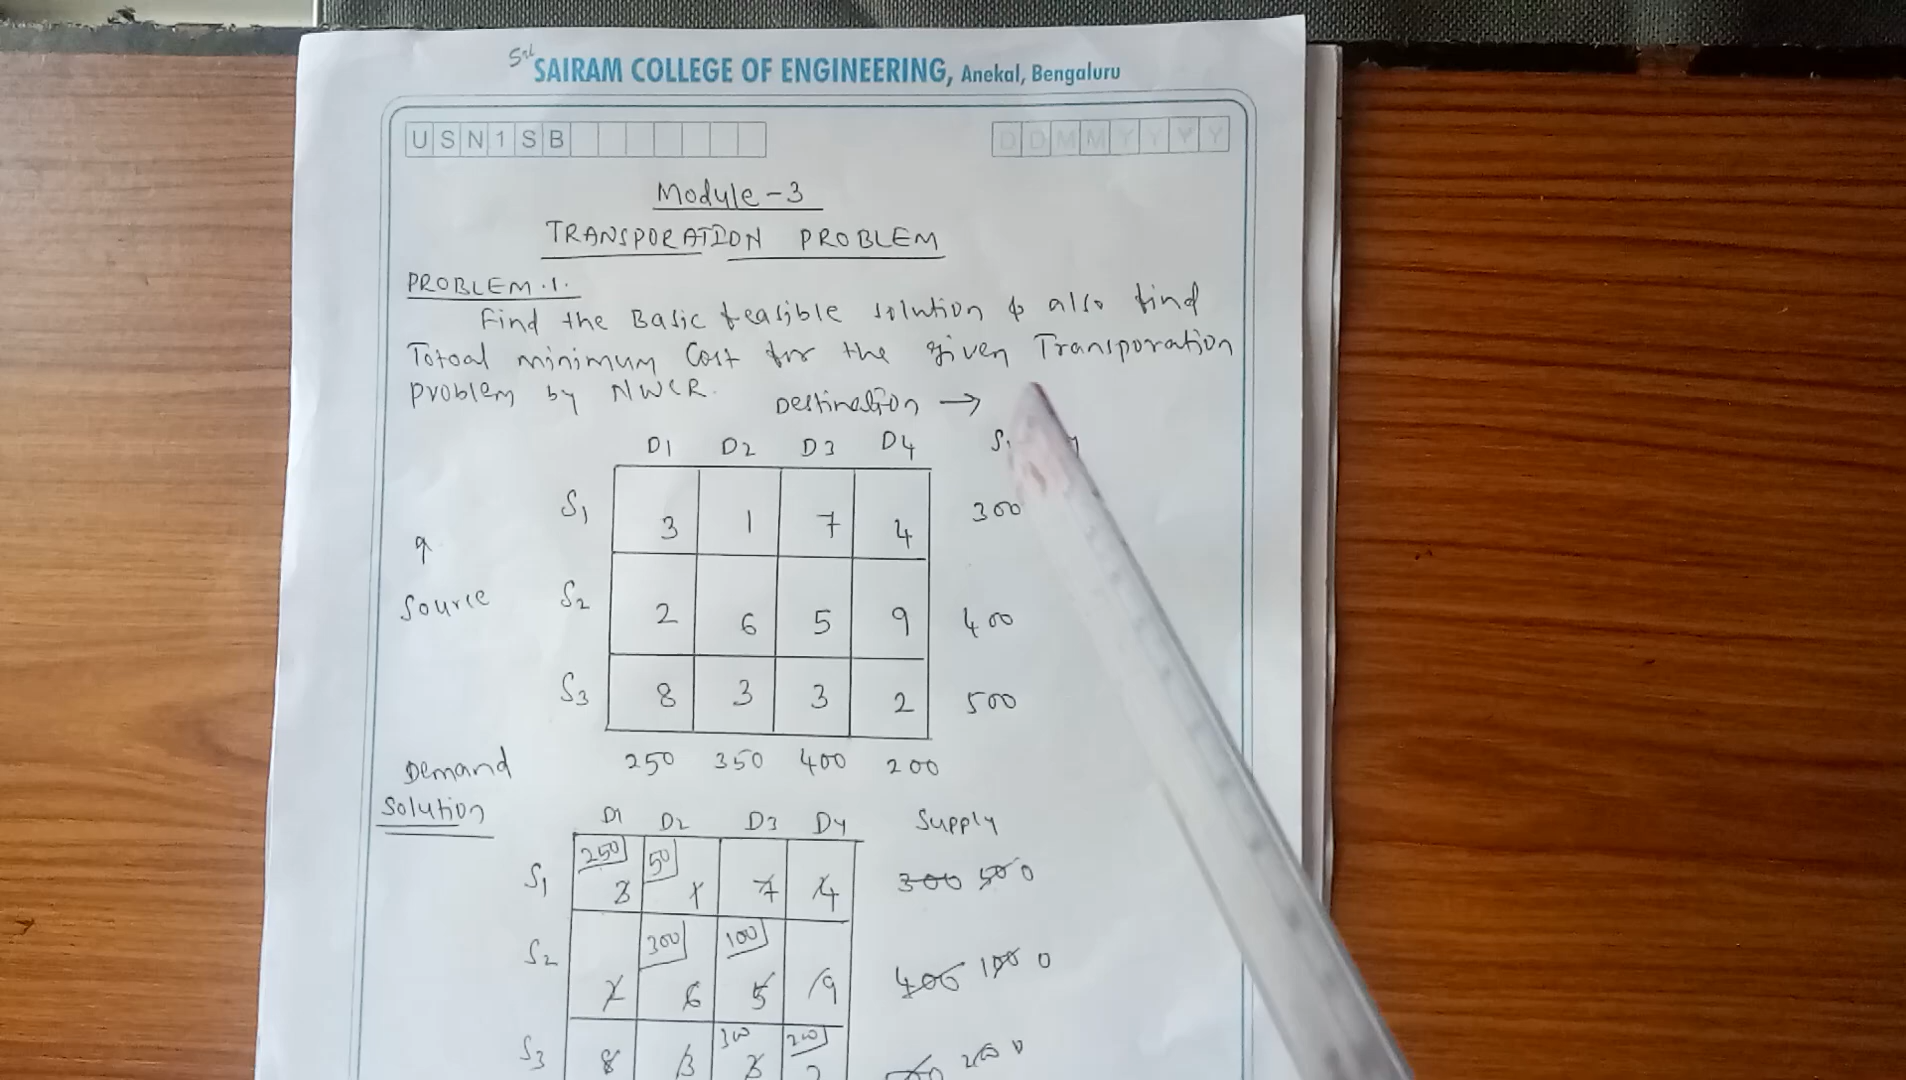 Sri SAIRAM COLLEGE OF ENGINEERING, Anekal, Bengaluru
USN1SB DDMMYYYY
Module-3
TRANSPORATION PROBLEM
PROBLEM.1.
Find the Basic feasible solution & also find
Totoal minimum Cost for the given Transporation
problem by NWCR.
Destination →
D1 D2 D3 D4
S1 3 1 7 4 300
Source
S2 2 6 5 9 400
S3 8 3 3 2 500
Demand 250 350 400 200
Solution
D1 D2 D3 D4 Supply
250 50
S1 3 1 7 4 300 50 0
300 100
S2 2 6 5 9 400 100 0
300 200
S3 8 3 3 2 200 0